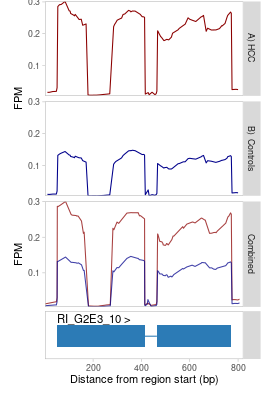 0.3
0.2
0.1
A) HCC
FPM
0.3
0.2
0.1
B): Controls
0.3
0.2
0.1
FPM
Combined
RI_G2E3_10 >
200 400 600 800
Distance from region start (bp)